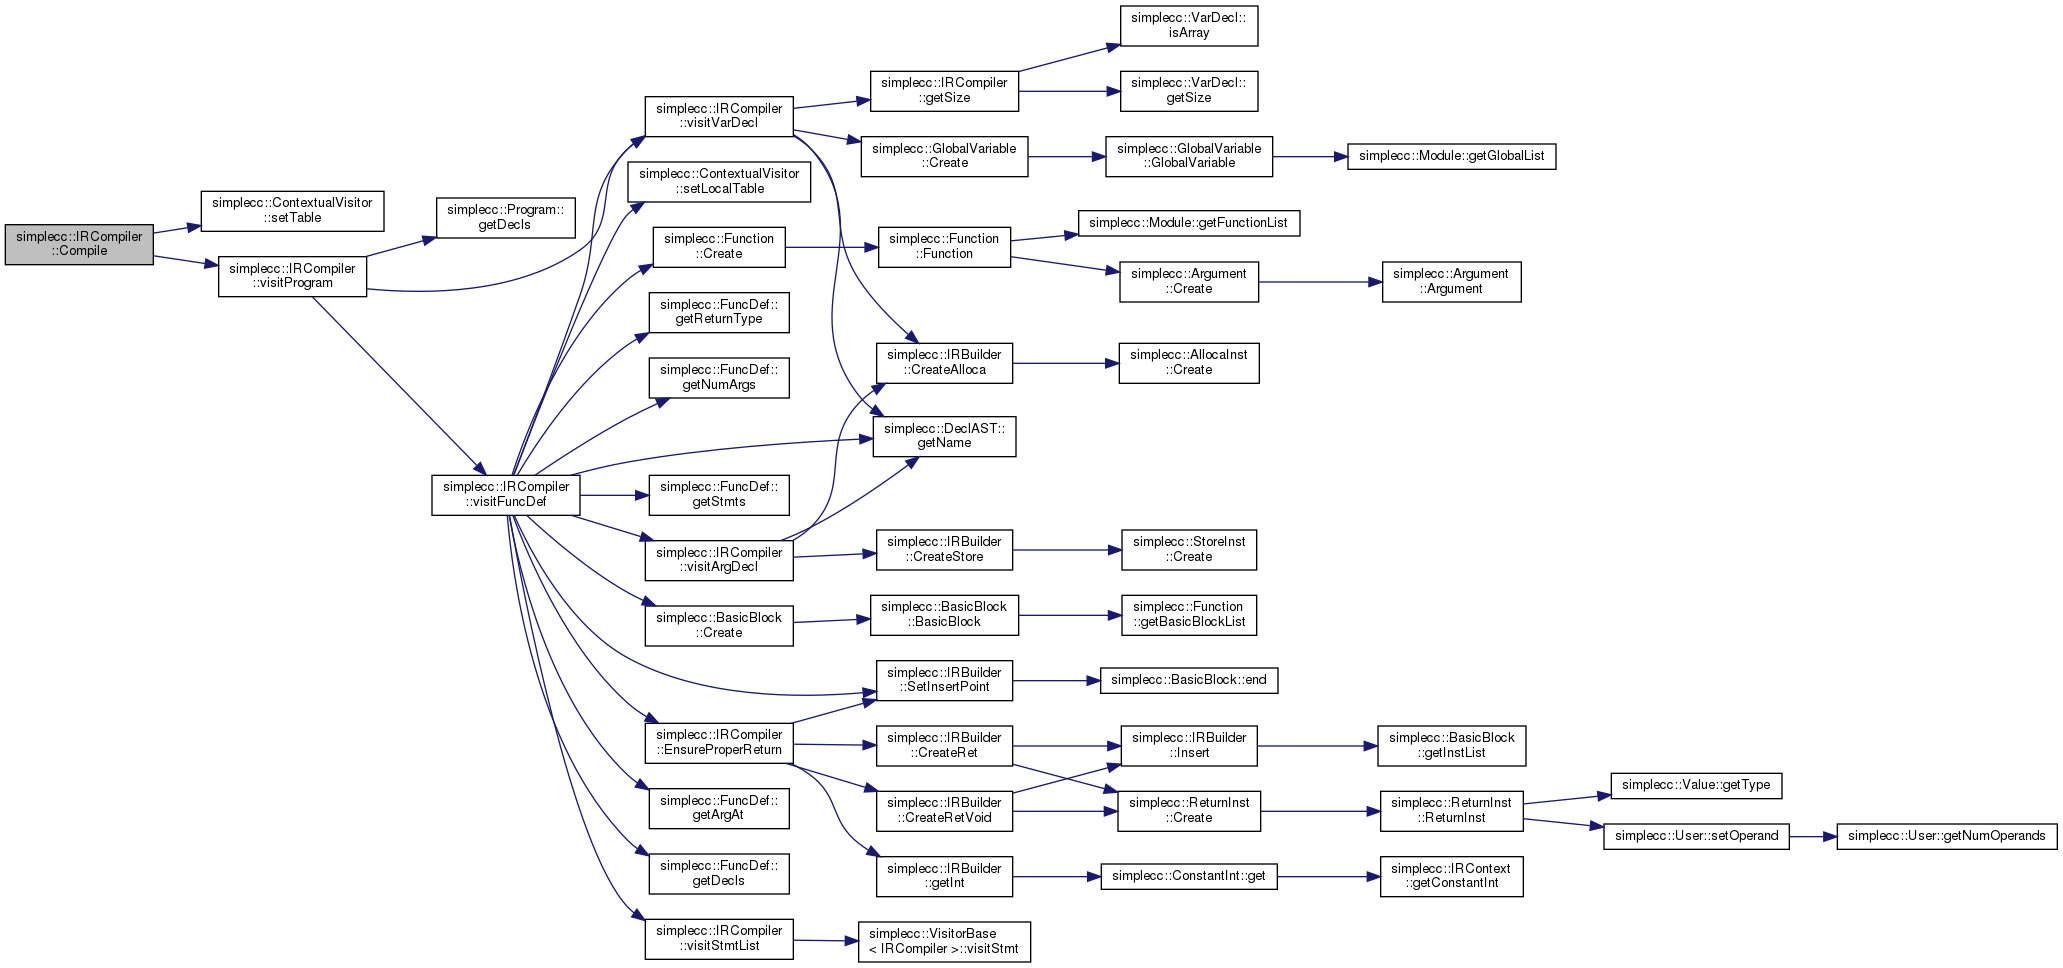 simplecc::IRCompiler
::Compile
simplecc::ContextualVisitor
::setTable
simplecc::IRCompiler
::visitProgram
simplecc::Program::
getDecls
simplecc::IRCompiler
::visitFuncDef
simplecc::IRCompiler
::visitVarDecl
simplecc::ContextualVisitor
::setLocalTable
simplecc::Function
::Create
simplecc::FuncDef::
getReturnType
simplecc::FuncDef::
getNumArgs
simplecc::FuncDef::
getStmts
simplecc::IRCompiler
::visitArgDecl
simplecc::BasicBlock
::Create
simplecc::IRCompiler
::EnsureProperReturn
simplecc::FuncDef::
getArgAt
simplecc::FuncDef::
getDecls
simplecc::IRCompiler
::visitStmtList
simplecc::IRCompiler
::getSize
simplecc::GlobalVariable
::Create
simplecc::Function
::Function
simplecc::IRBuilder
::CreateAlloca
simplecc::DeclAST::
getName
simplecc::IRBuilder
::CreateStore
simplecc::BasicBlock
::BasicBlock
simplecc::IRBuilder
::SetInsertPoint
simplecc::IRBuilder
::CreateRet
simplecc::IRBuilder
::CreateRetVoid
simplecc::IRBuilder
::getInt
simplecc::VisitorBase
< IRCompiler >::visitStmt
simplecc::VarDecl::
isArray
simplecc::VarDecl::
getSize
simplecc::GlobalVariable
::GlobalVariable
simplecc::Module::getFunctionList
simplecc::Argument
::Create
simplecc::AllocaInst
::Create
simplecc::StoreInst
::Create
simplecc::Function
::getBasicBlockList
simplecc::BasicBlock::end
simplecc::IRBuilder
::Insert
simplecc::ReturnInst
::Create
simplecc::ConstantInt::get
simplecc::Module::getGlobalList
simplecc::Argument
::Argument
simplecc::BasicBlock
::getInstList
simplecc::ReturnInst
::ReturnInst
simplecc::IRContext
::getConstantInt
simplecc::Value::getType
simplecc::User::setOperand
simplecc::User::getNumOperands